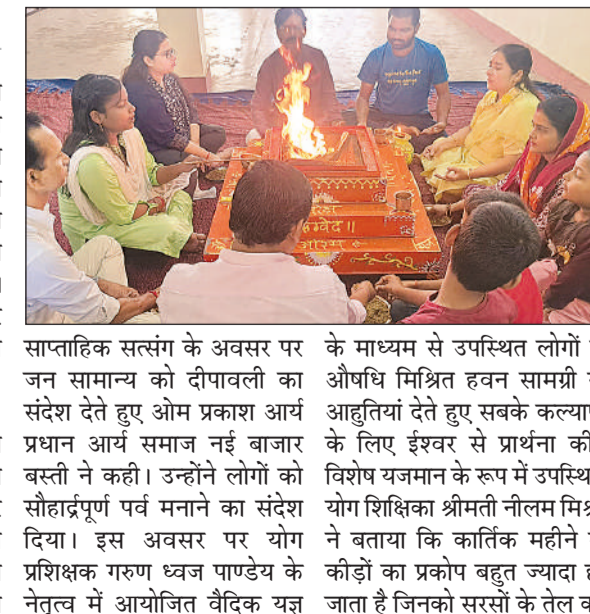 ऋग्वेद ॥
साप्ताहिक सत्संग के अवसर पर
जन सामान्य को दीपावली का
संदेश देते हुए ओम प्रकाश आर्य
प्रधान आर्य समाज नई बाजार
बस्ती ने कही। उन्होंने लोगों को
सौहार्द्रपूर्ण पर्व मनाने का संदेश
दिया। इस अवसर पर योग
प्रशिक्षक गरुण ध्वज पाण्डेय के
नेतृत्व में आयोजित वैदिक यज्ञ
के माध्यम से उपस्थित लोगों
औषधि मिश्रित हवन सामग्री
आहुतियां देते हुए सबके
के लिए ईश्वर से प्रार्थना
विशेष यजमान के रूप में
योग शिक्षिका श्रीमती नीलम
ने बताया कि कार्तिक महीने
कीड़ों का प्रकोप बहुत ज्यादा
जाता है जिनको सरसों के तेल